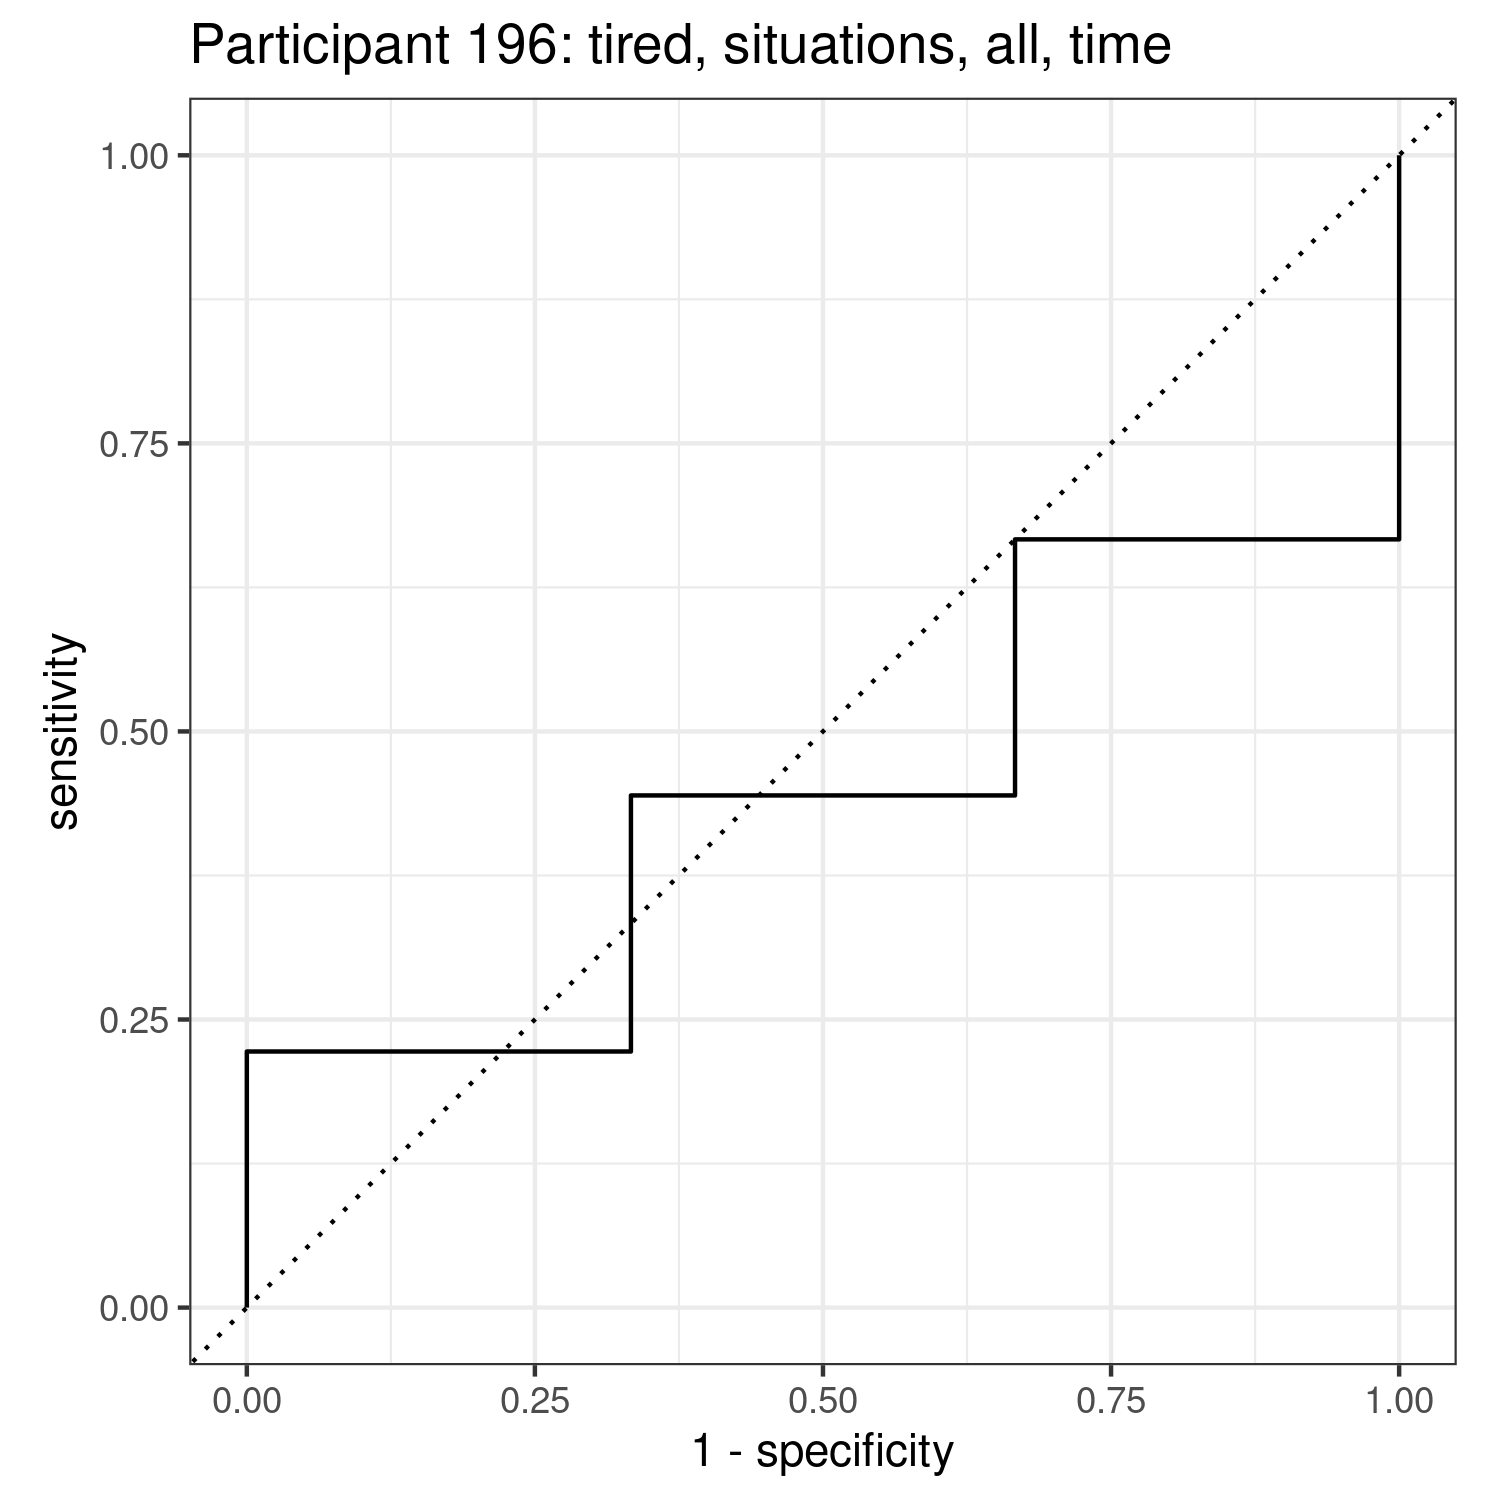 Participant 196: tired, situations, all, time
1.00
0.75
0.50
0.25
0.00
sensitivity
0.00 0.25 0.50 0.75 1.00
1 - specificity